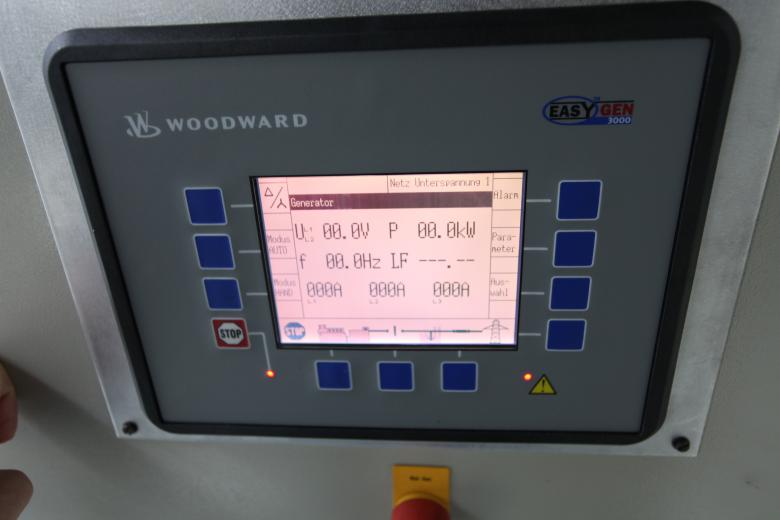 WOODWARD
EASYGEN
3000
Netz Unterspannung 1
Alarm
Generator
UL1 L2 00.0V P 00.0kW
Modus
AUTO
Para-
meter
f 00.0Hz LF ---.--
Modus
HAND
000A 000A 000A
L1 L2 L3
Aus-
wahl
STOP
STOP